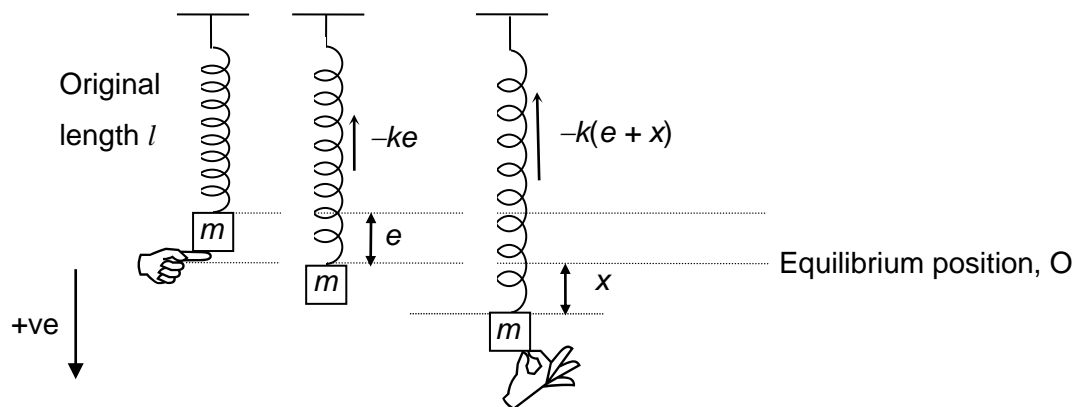 Original
length l
–ke
–k(e + x)
m
e
m
Equilibrium position, O
x
+ve
m